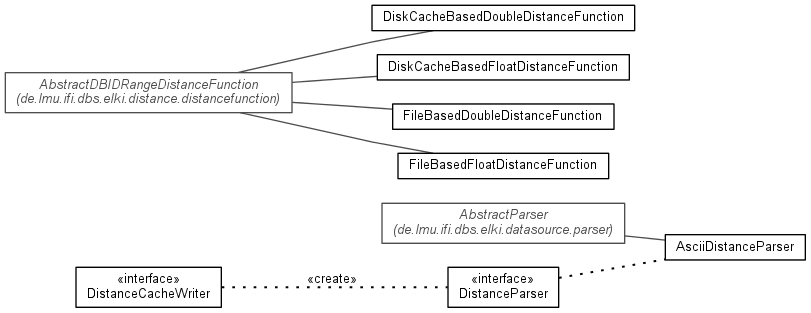 DiskCacheBasedDoubleDistanceFunction
DiskCacheBasedFloatDistanceFunction
AbstractDBIDRangeDistanceFunction
(de.lmu.ifi.dbs.elki.distance.distancefunction)
FileBasedDoubleDistanceFunction
FileBasedFloatDistanceFunction
AbstractParser
(de.lmu.ifi.dbs.elki.datasource.parser)
AsciiDistanceParser
«interface»
DistanceCacheWriter
«create»
«interface»
DistanceParser